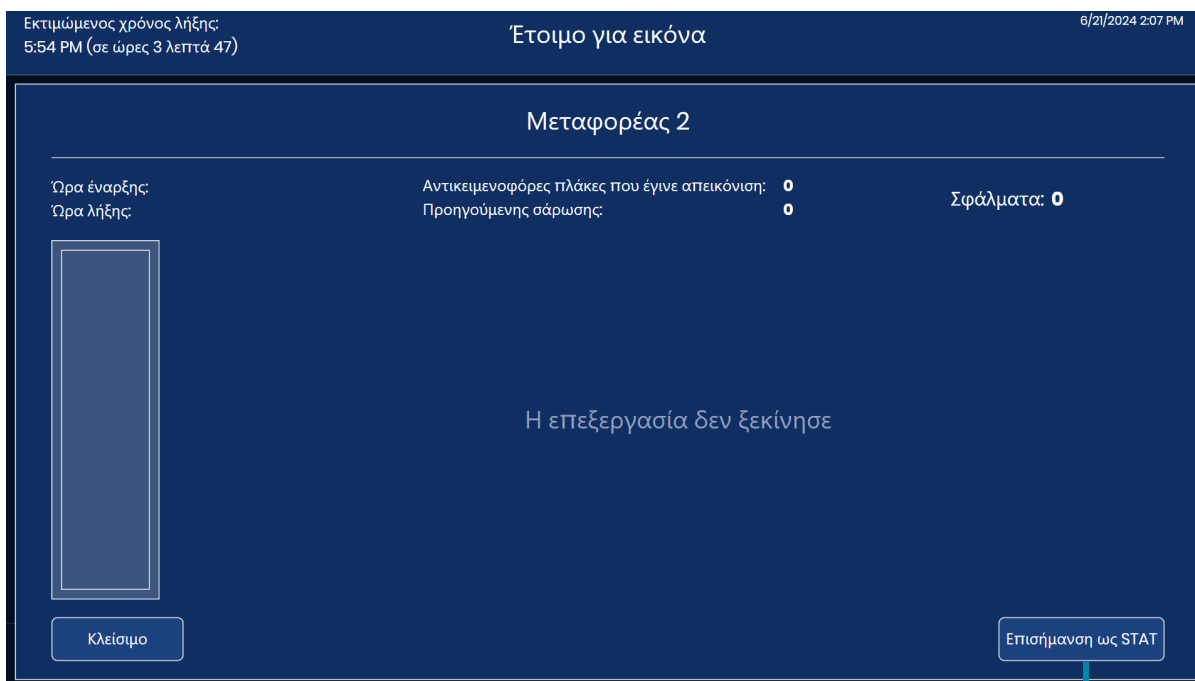 Εκτιμώμενος χρόνος λήξης:
5:54 PM (σε ώρες 3 λεπτά 47)
Έτοιμο για εικόνα
6/21/2024 2:07 PM
Μεταφορέας 2
Ώρα έναρξης:
Ώρα λήξης:
Αντικειμενοφόρες πλάκες που έγινε απεικόνιση: 0
Προηγούμενης σάρωσης: 0
Σφάλματα: 0
Η επεξεργασία δεν ξεκίνησε
Κλείσιμο
Επισήμανση ως STAT